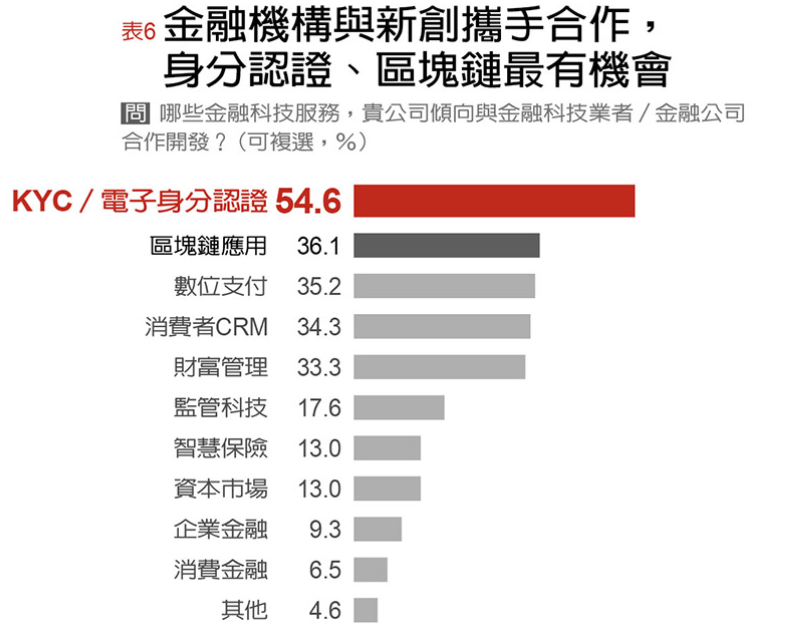 表6 金融機構與新創攜手合作，
身分認證、區塊鏈最有機會
問 哪些金融科技服務，貴公司傾向與金融科技業者／金融公司
合作開發？（可複選，%）
KYC／電子身分認證 54.6
區塊鏈應用 36.1
數位支付 35.2
消費者CRM 34.3
財富管理 33.3
監管科技 17.6
智慧保險 13.0
資本市場 13.0
企業金融 9.3
消費金融 6.5
其他 4.6